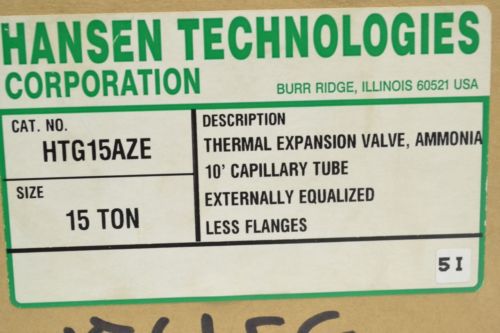 HANSEN TECHNOLOGIES
CORPORATION
BURR RIDGE, ILLINOIS 60521 USA
CAT. NO.
HTG15AZE
SIZE
15 TON
DESCRIPTION
THERMAL EXPANSION VALVE, AMMONIA
10' CAPILLARY TUBE
EXTERNALLY EQUALIZED
LESS FLANGES
5I